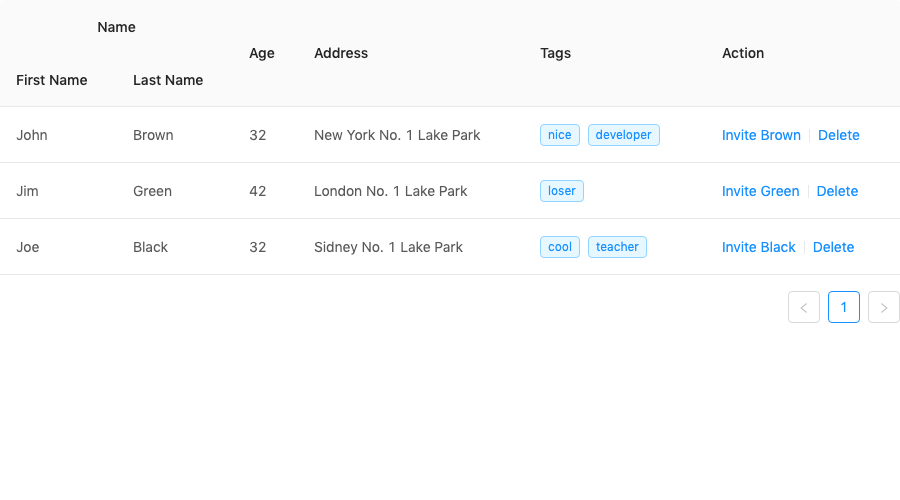 Name
Age Address Tags Action
First Name Last Name
John Brown 32 New York No. 1 Lake Park nice developer Invite Brown Delete
Jim Green 42 London No. 1 Lake Park loser Invite Green Delete
Joe Black 32 Sidney No. 1 Lake Park cool teacher Invite Black Delete
1